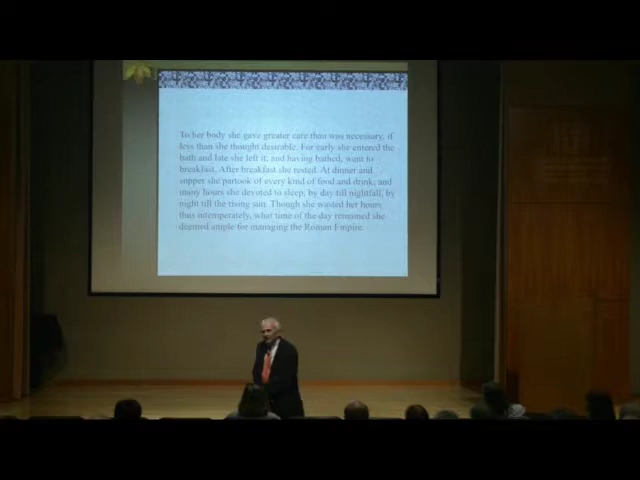 To her body she gave greater care than was necessary, if
less than she thought desirable. For early she entered the
bath and late she left it; and having bathed, went to
breakfast. After breakfast she rested. At dinner and
supper she partook of every kind of food and drink; and
many hours she devoted to sleep, by day till nightfall, by
night till the rising sun. Though she wasted her hours
thus intemperately, what time of the day remained she
deemed ample for managing the Roman Empire.